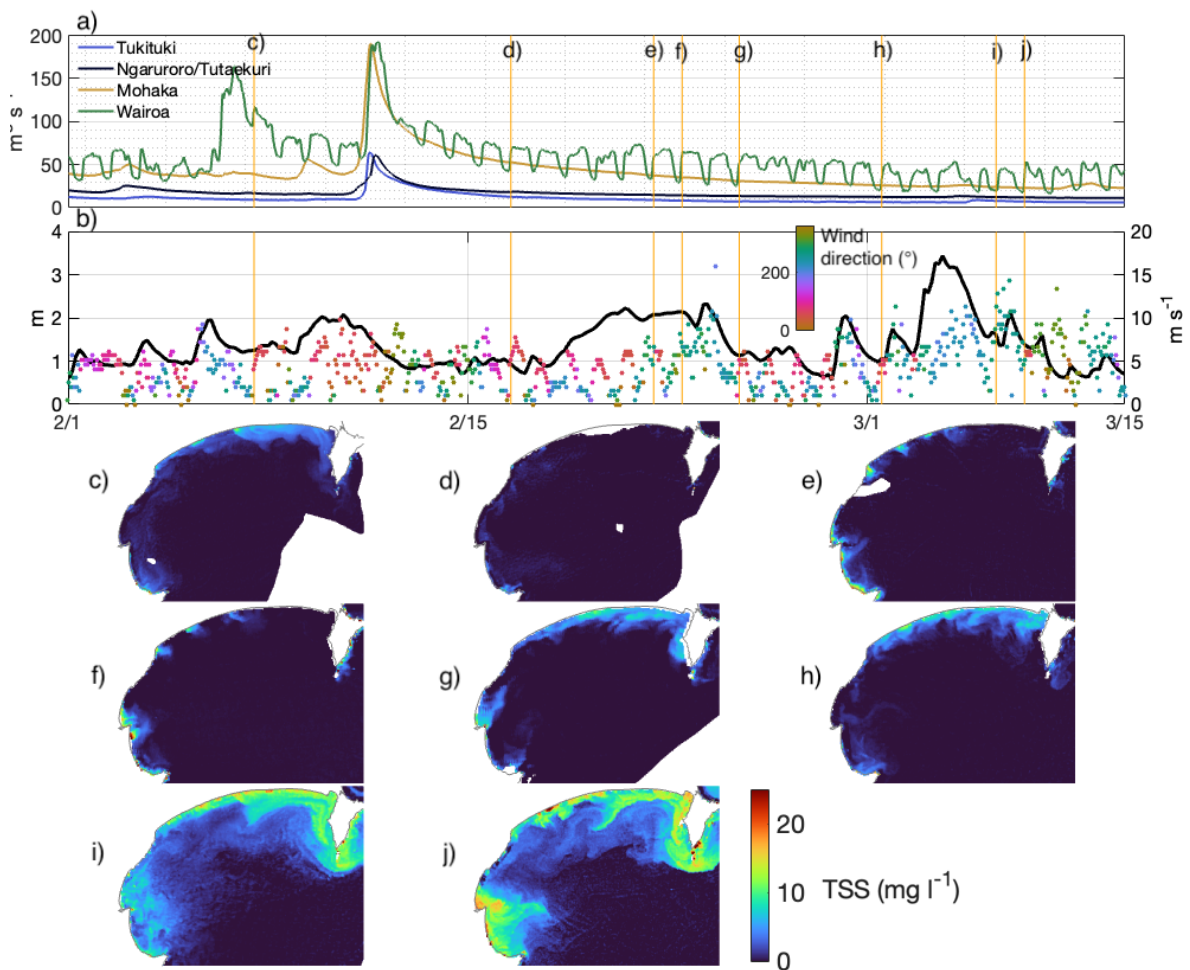 a)
200
150
100
50
0
Tukituki
Ngaruroro/Tutaekuri
Mohaka
Wairoa
c)
d)
e)
f)
g)
h)
i)
j)
b)
4
3
2
1
0
m
Wind
direction (°)
200
0
20
15
10
5
0
m s⁻¹
2/1
2/15
3/1
3/15
c)
d)
e)
f)
g)
h)
i)
j)
20
10
0
TSS (mg l⁻¹)